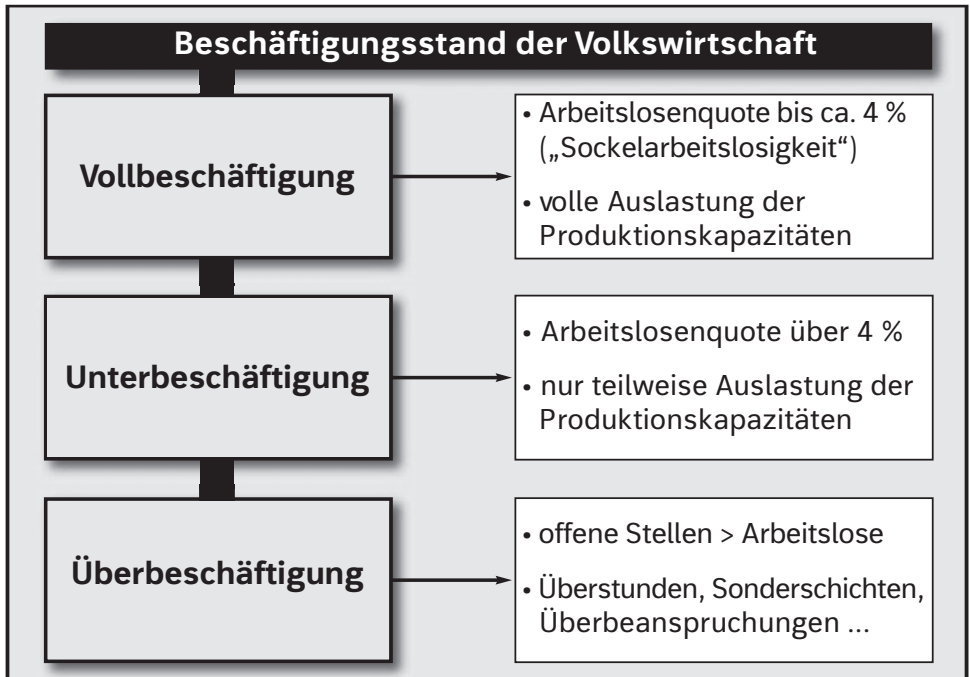 Beschäftigungsstand der Volkswirtschaft
Vollbeschäftigung
• Arbeitslosenquote bis ca. 4 %
(„Sockelarbeitslosigkeit“)
• volle Auslastung der
Produktionskapazitäten
Unterbeschäftigung
• Arbeitslosenquote über 4 %
• nur teilweise Auslastung der
Produktionskapazitäten
Überbeschäftigung
• offene Stellen > Arbeitslose
• Überstunden, Sonderschichten,
Überbeanspruchungen ...